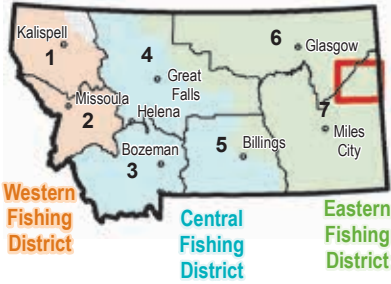 Kalispell
1
4
6
Glasgow
Great
Falls
Missoula
2
Helena
7
Miles
City
Bozeman
3
5
Billings
Western
Fishing
District
Central
Fishing
District
Eastern
Fishing
District